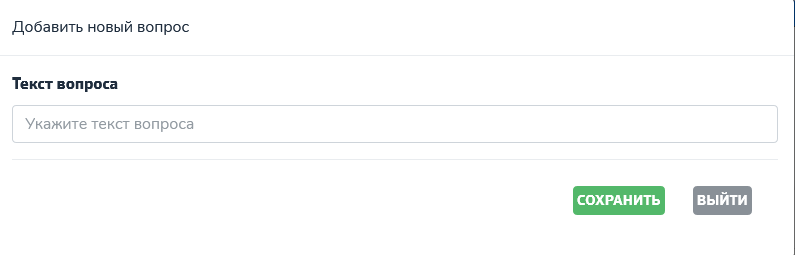 Добавить новый вопрос
Текст вопроса
Укажите текст вопроса
СОХРАНИТЬ ВЫЙТИ